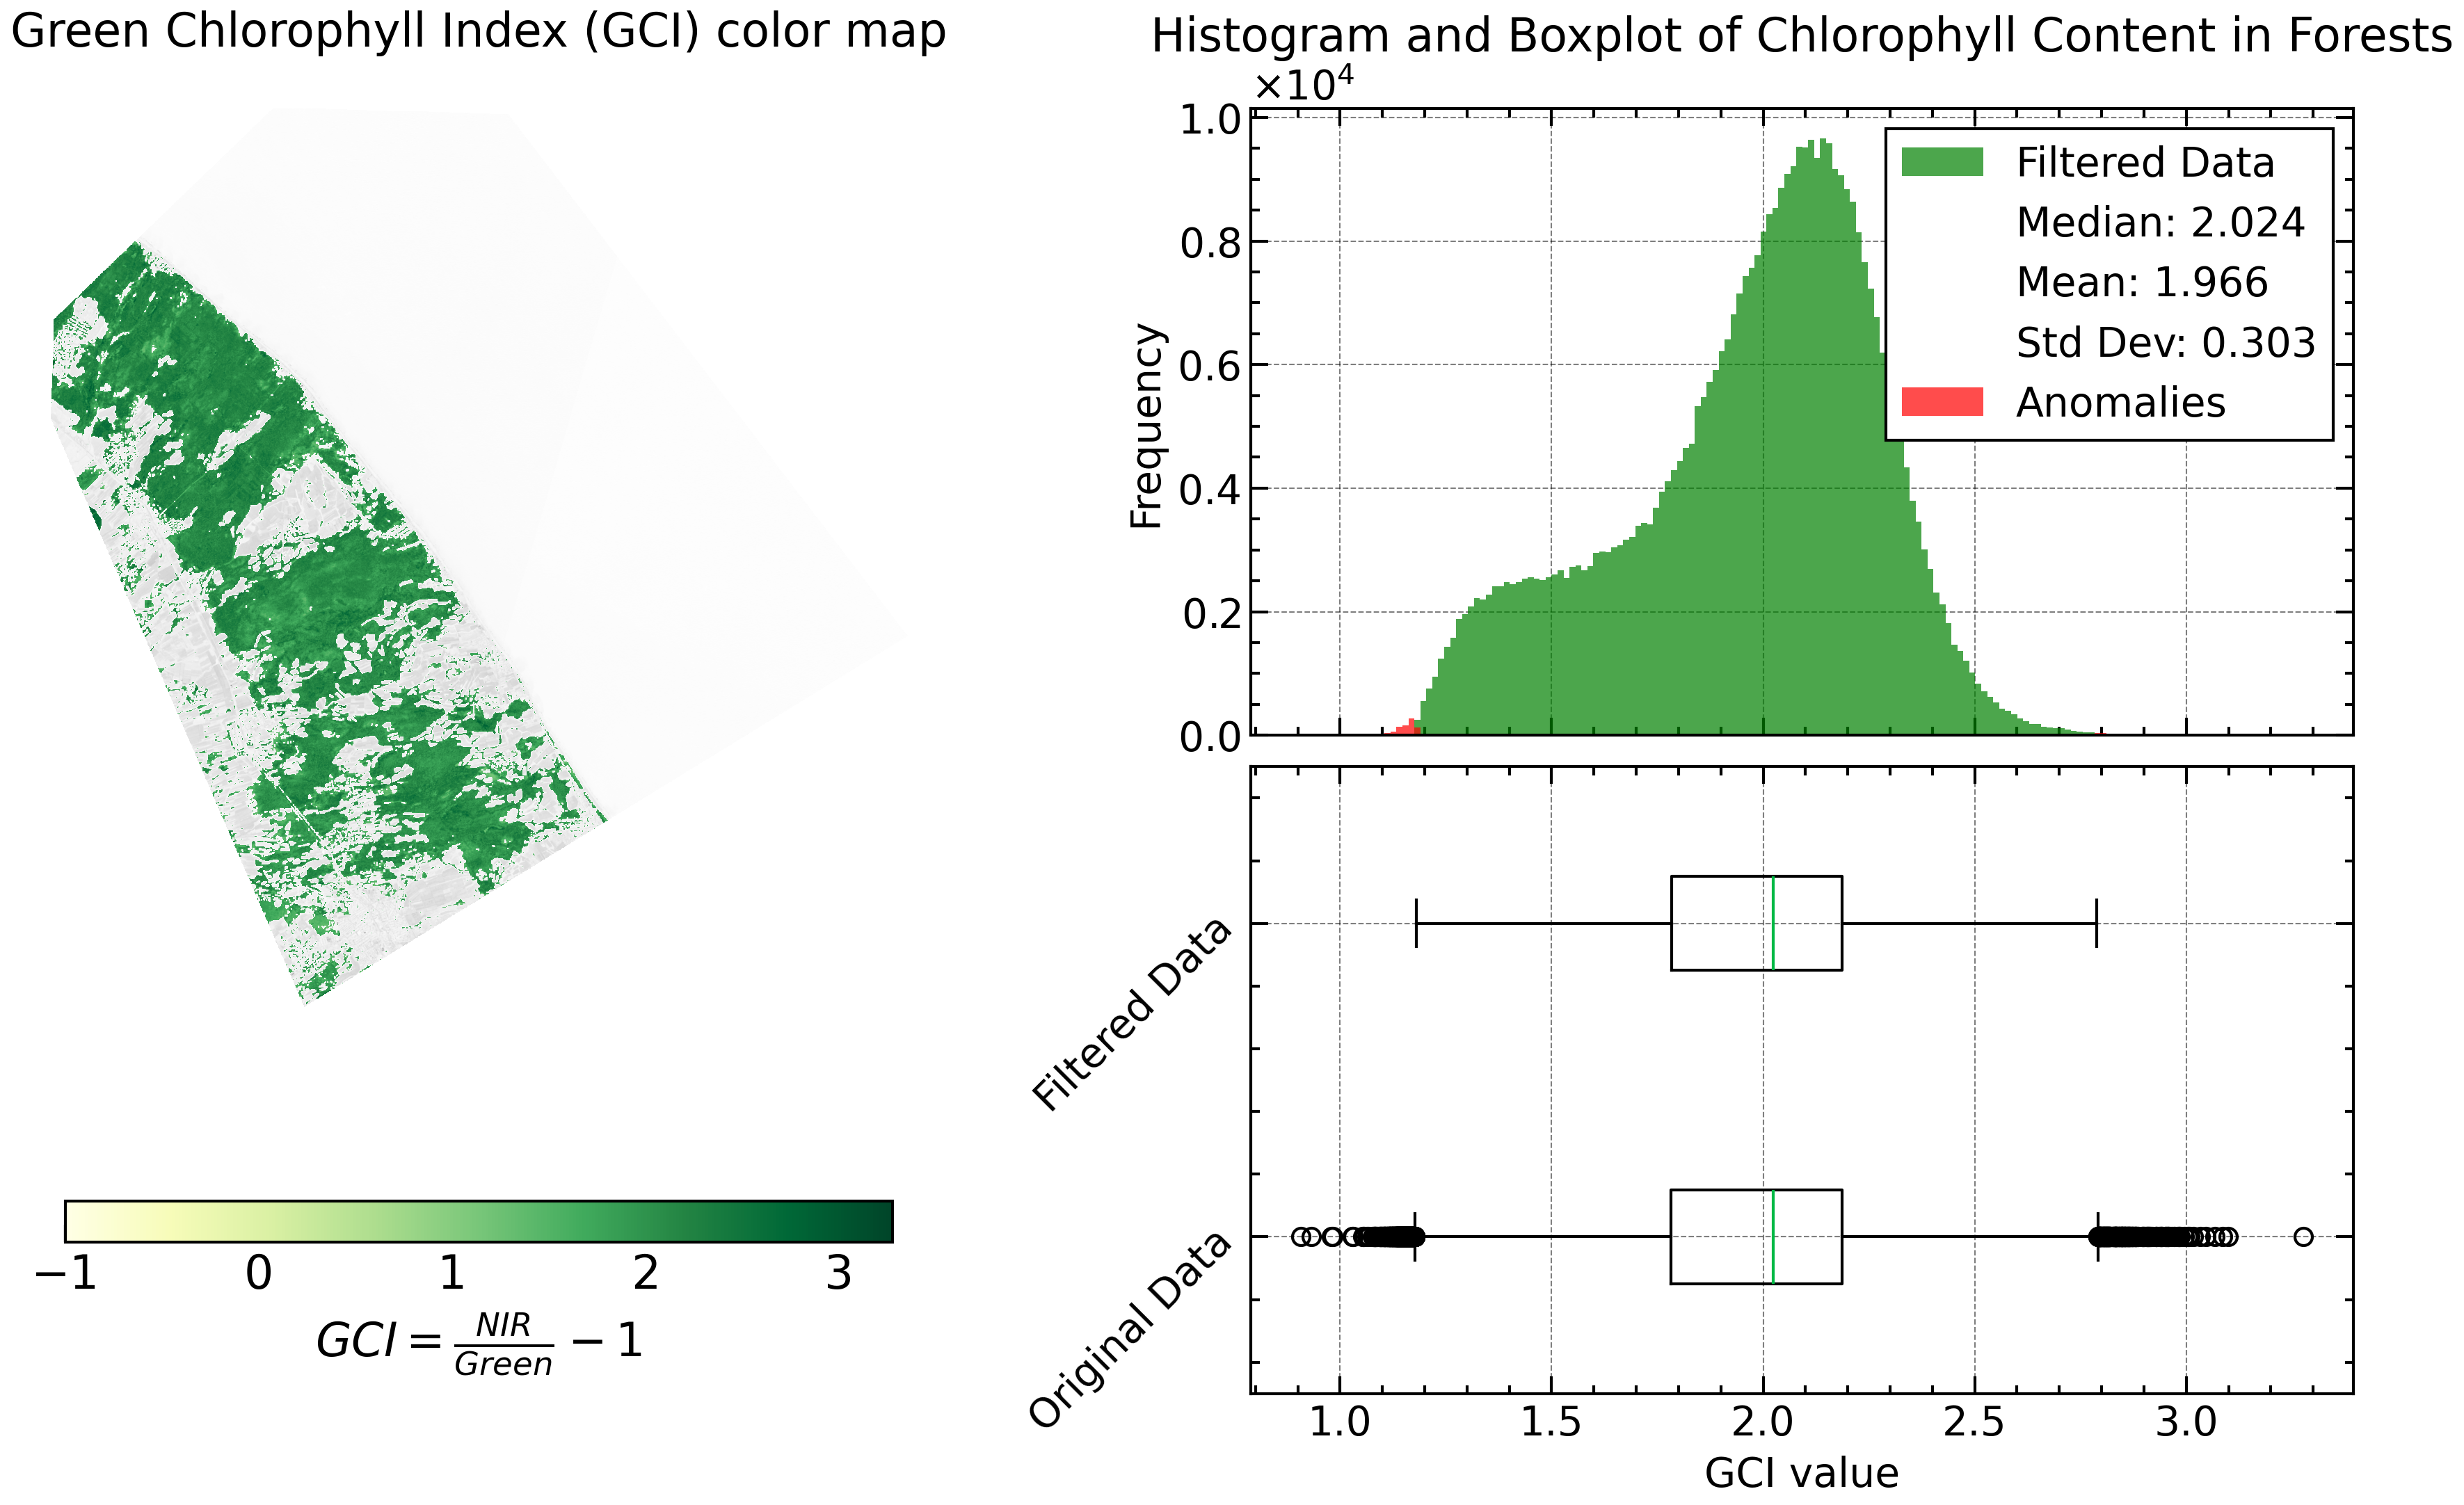 Green Chlorophyll Index (GCI) color map
−1 0 1 2 3
GCI = NIR/Green − 1
Histogram and Boxplot of Chlorophyll Content in Forests
×10⁴
1.0
0.8
0.6
0.4
0.2
0.0
Frequency
Filtered Data
Median: 2.024
Mean: 1.966
Std Dev: 0.303
Anomalies
Filtered Data
Original Data
1.0 1.5 2.0 2.5 3.0
GCI value